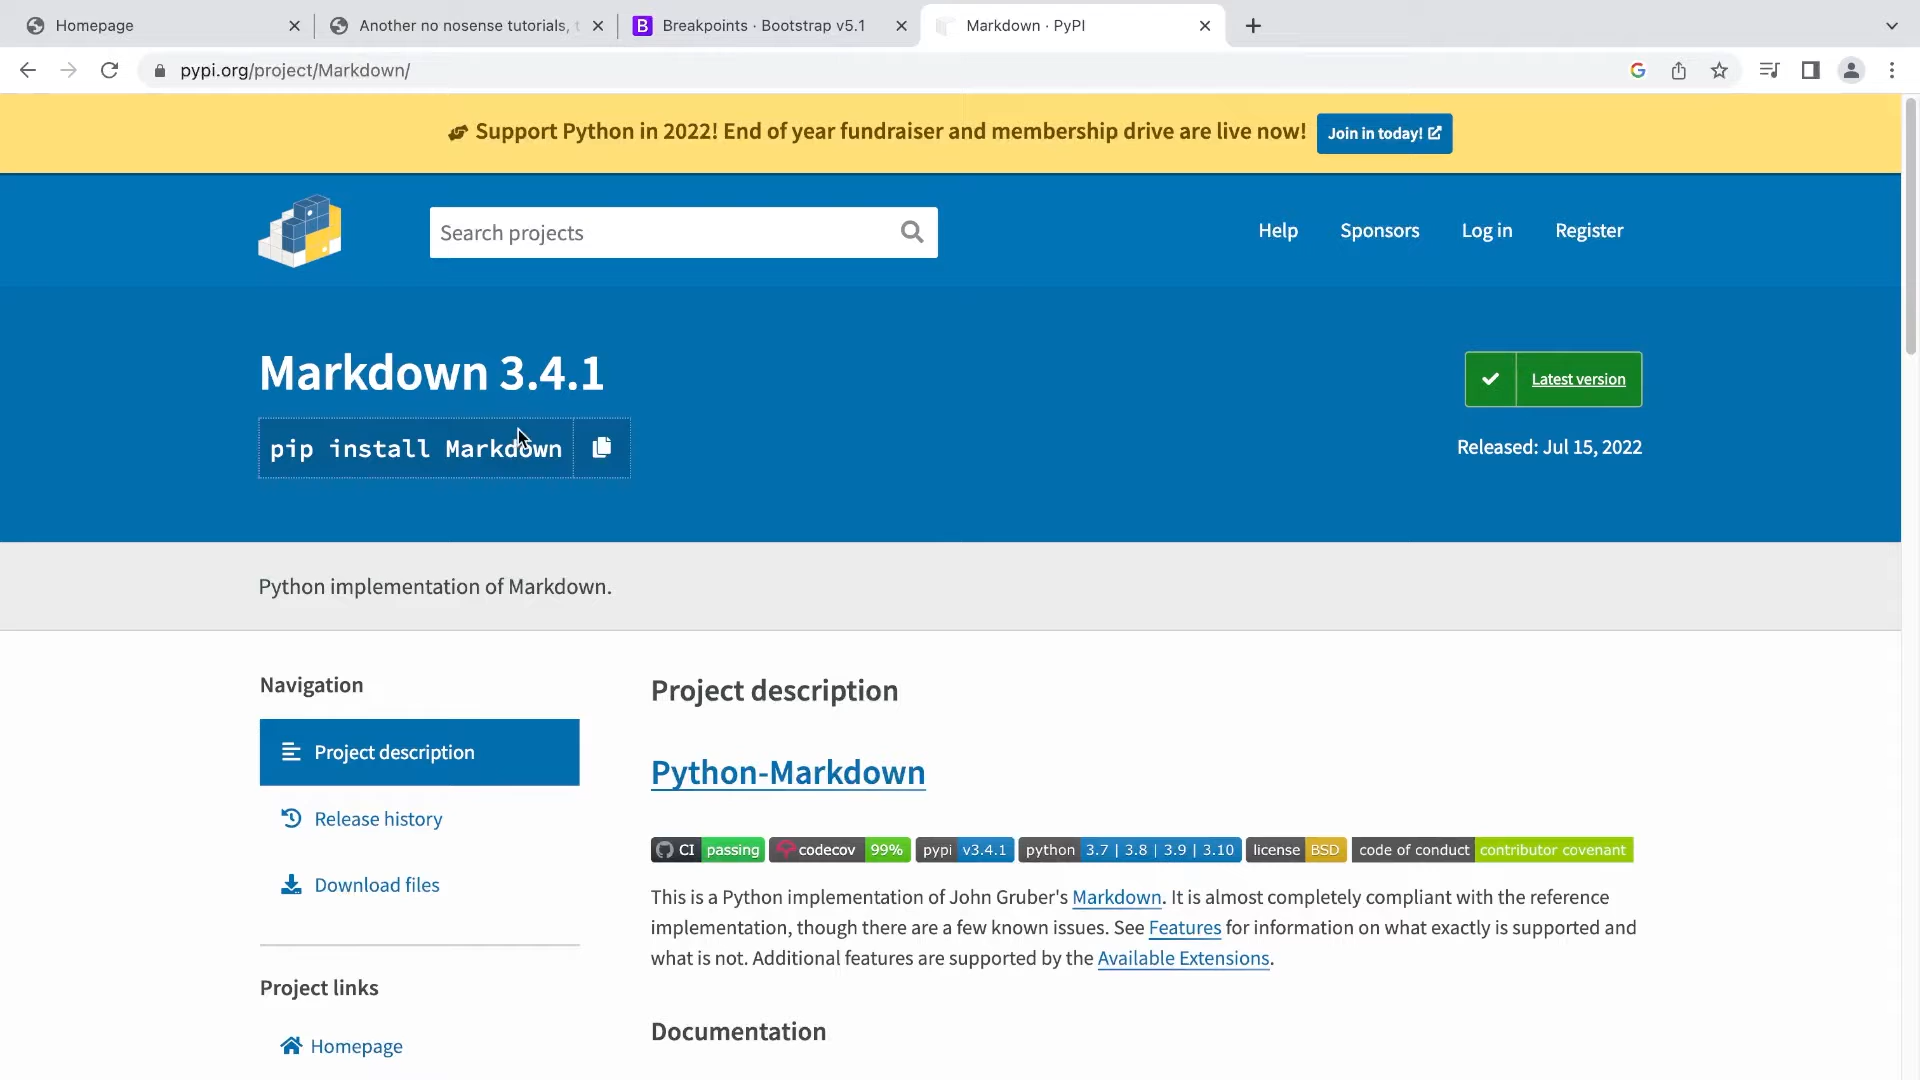 Homepage
Another no nosense tutorials, t
Breakpoints · Bootstrap v5.1
Markdown · PyPI
pypi.org/project/Markdown/
Support Python in 2022! End of year fundraiser and membership drive are live now!
Join in today!
Search projects
Help
Sponsors
Log in
Register
Markdown 3.4.1
Latest version
pip install Markdown
Released: Jul 15, 2022
Python implementation of Markdown.
Navigation
Project description
Release history
Download files
Project links
Homepage
Project description
Python-Markdown
CI passing codecov 99% pypi v3.4.1 python 3.7 | 3.8 | 3.9 | 3.10 license BSD code of conduct contributor covenant
This is a Python implementation of John Gruber's Markdown. It is almost completely compliant with the reference
implementation, though there are a few known issues. See Features for information on what exactly is supported and
what is not. Additional features are supported by the Available Extensions.
Documentation